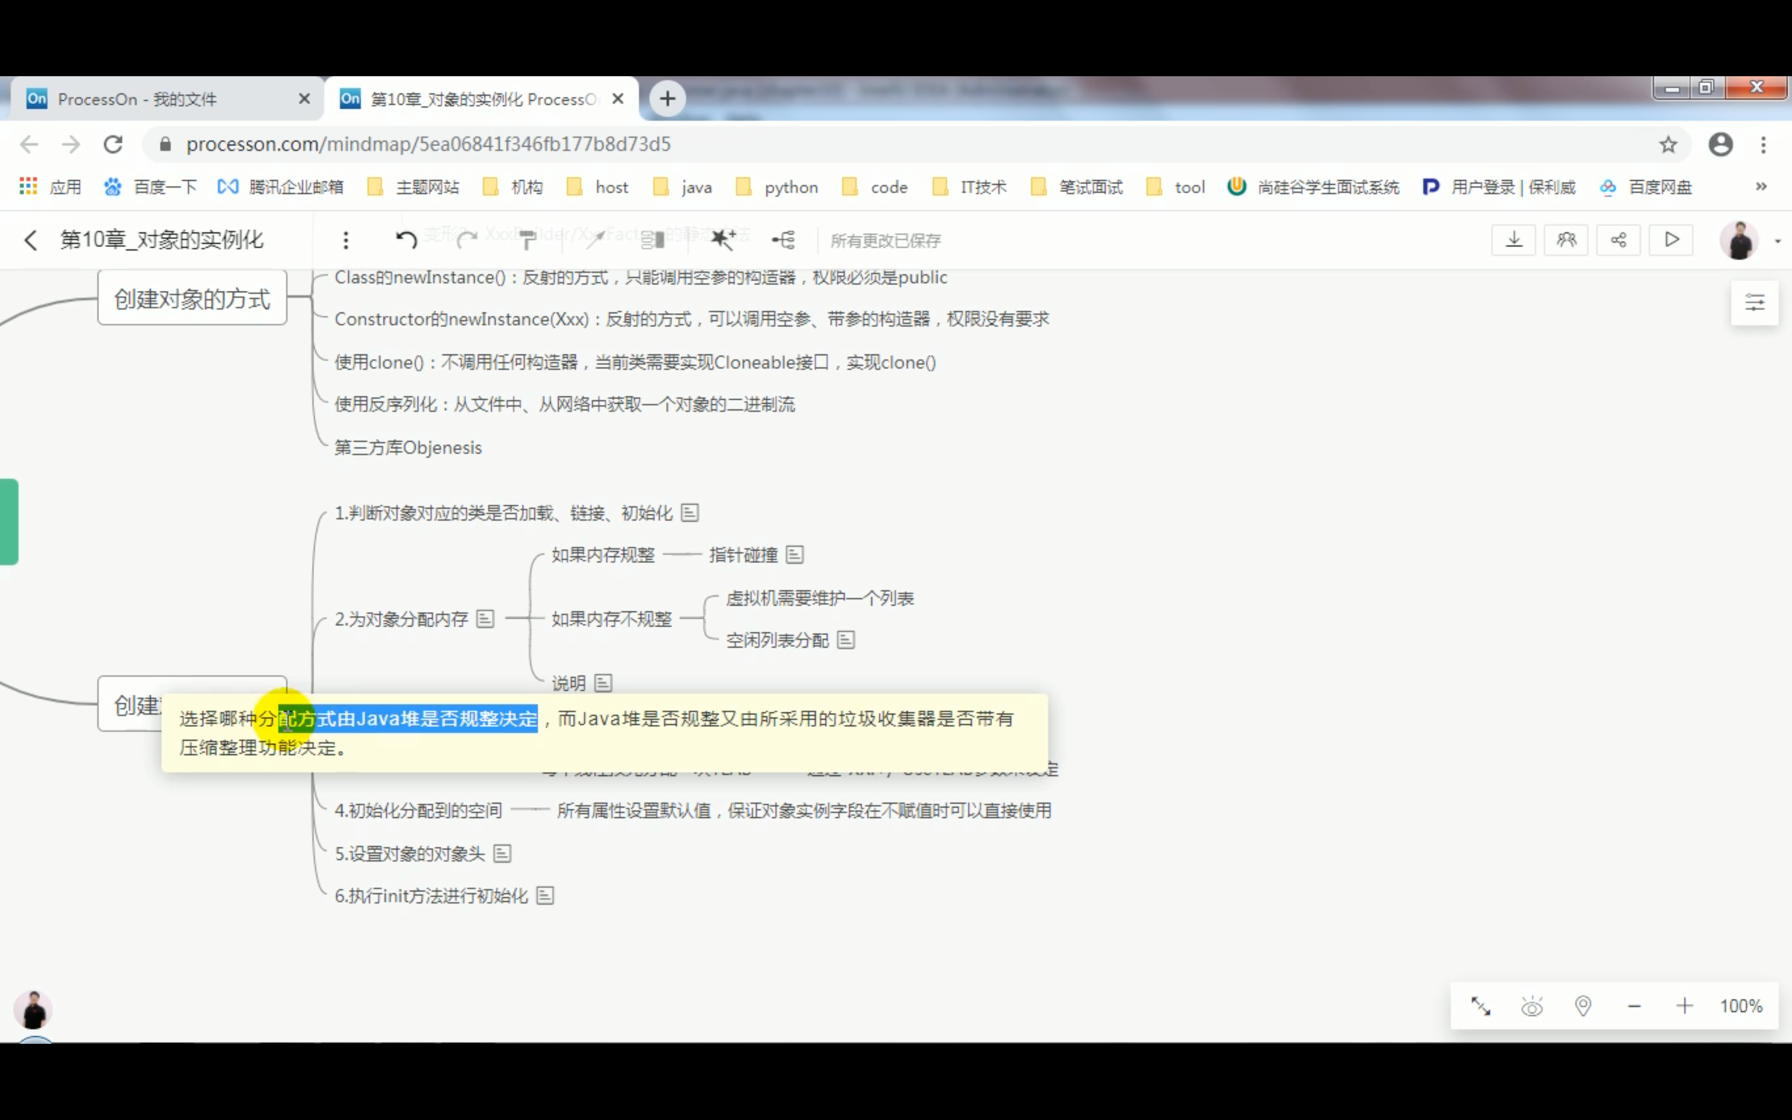 ProcessOn - 我的文件
第10章_对象的实例化 ProcessO
processon.com/mindmap/5ea06841f346fb177b8d73d5
应用 百度一下 腾讯企业邮箱 主题网站 机构 host java python code IT技术 笔试面试 tool 尚硅谷学生面试系统 用户登录 | 保利威 百度网盘 »
第10章_对象的实例化 所有更改已保存
Class的newInstance()：反射的方式，只能调用空参的构造器，权限必须是public
创建对象的方式
Constructor的newInstance(Xxx)：反射的方式，可以调用空参、带参的构造器，权限没有要求
使用clone()：不调用任何构造器，当前类需要实现Cloneable接口，实现clone()
使用反序列化：从文件中、从网络中获取一个对象的二进制流
第三方库Objenesis
1.判断对象对应的类是否加载、链接、初始化
如果内存规整 指针碰撞
虚拟机需要维护一个列表
2.为对象分配内存 如果内存不规整
空闲列表分配
说明
创建
选择哪种分配方式由Java堆是否规整决定，而Java堆是否规整又由所采用的垃圾收集器是否带有
压缩整理功能决定。
4.初始化分配到的空间 所有属性设置默认值，保证对象实例字段在不赋值时可以直接使用
5.设置对象的对象头
6.执行init方法进行初始化
100%